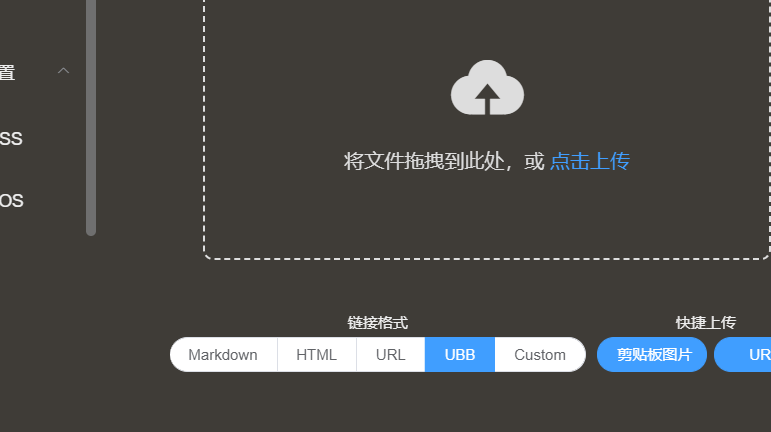 置
SS
OS
将文件拖拽到此处，或 点击上传
链接格式
Markdown HTML URL UBB Custom
快捷上传
剪贴板图片 UR